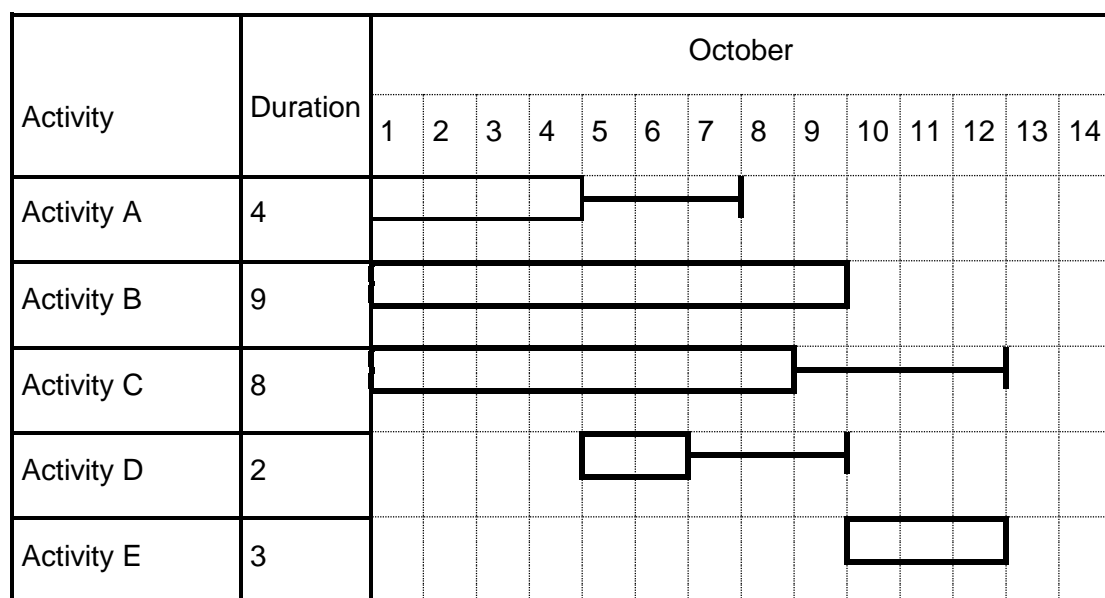 October
Activity Duration
1 2 3 4 5 6 7 8 9 10 11 12 13 14
Activity A 4
Activity B 9
Activity C 8
Activity D 2
Activity E 3